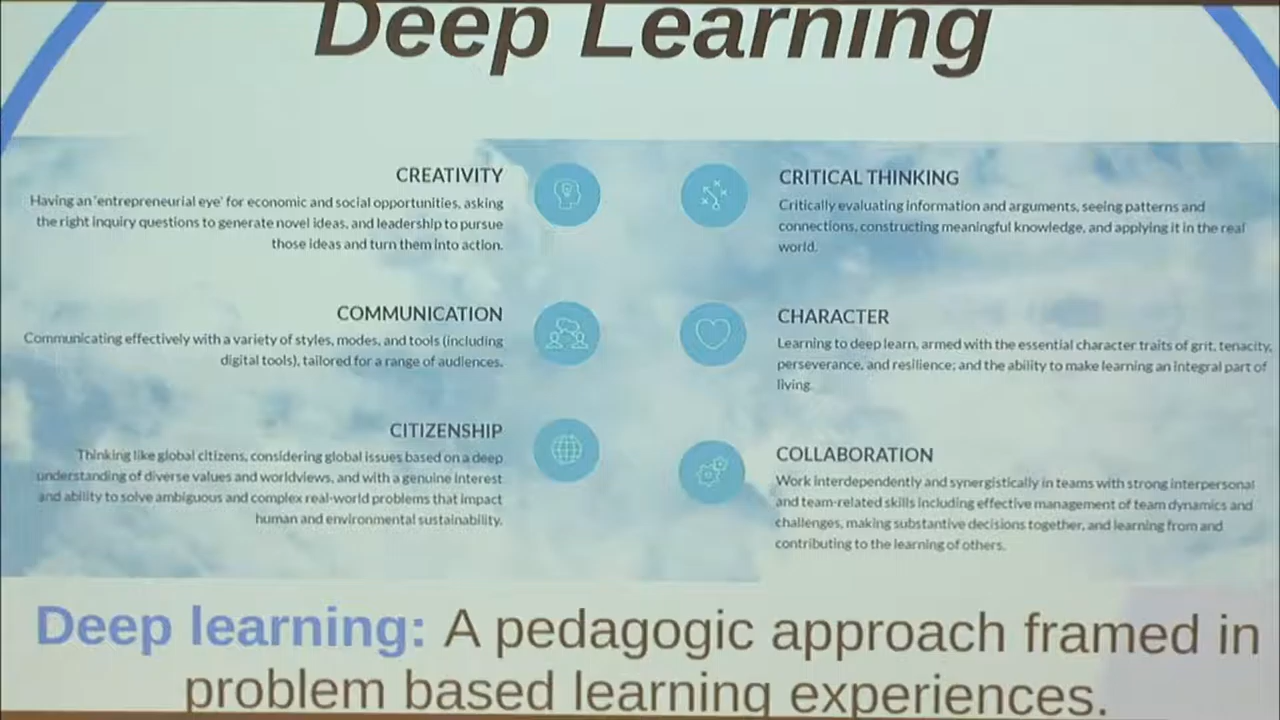 Deep Learning
CREATIVITY
Having an 'entrepreneurial eye' for economic and social opportunities, asking
the right inquiry questions to generate novel ideas, and leadership to pursue
those ideas and turn them into action.
COMMUNICATION
Communicating effectively with a variety of styles, modes, and tools (including
digital tools), tailored for a range of audiences.
CITIZENSHIP
Thinking like global citizens, considering global issues based on a deep
understanding of diverse values and worldviews, and with a genuine interest
and ability to solve ambiguous and complex real-world problems that impact
human and environmental sustainability.
CRITICAL THINKING
Critically evaluating information and arguments, seeing patterns and
connections, constructing meaningful knowledge, and applying it in the real
world.
CHARACTER
Learning to deep learn, armed with the essential character traits of grit, tenacity,
perseverance, and resilience; and the ability to make learning an integral part of
living.
COLLABORATION
Work interdependently and synergistically in teams with strong interpersonal
and team-related skills including effective management of team dynamics and
challenges, making substantive decisions together, and learning from and
contributing to the learning of others.
Deep learning: A pedagogic approach framed in
problem based learning experiences.